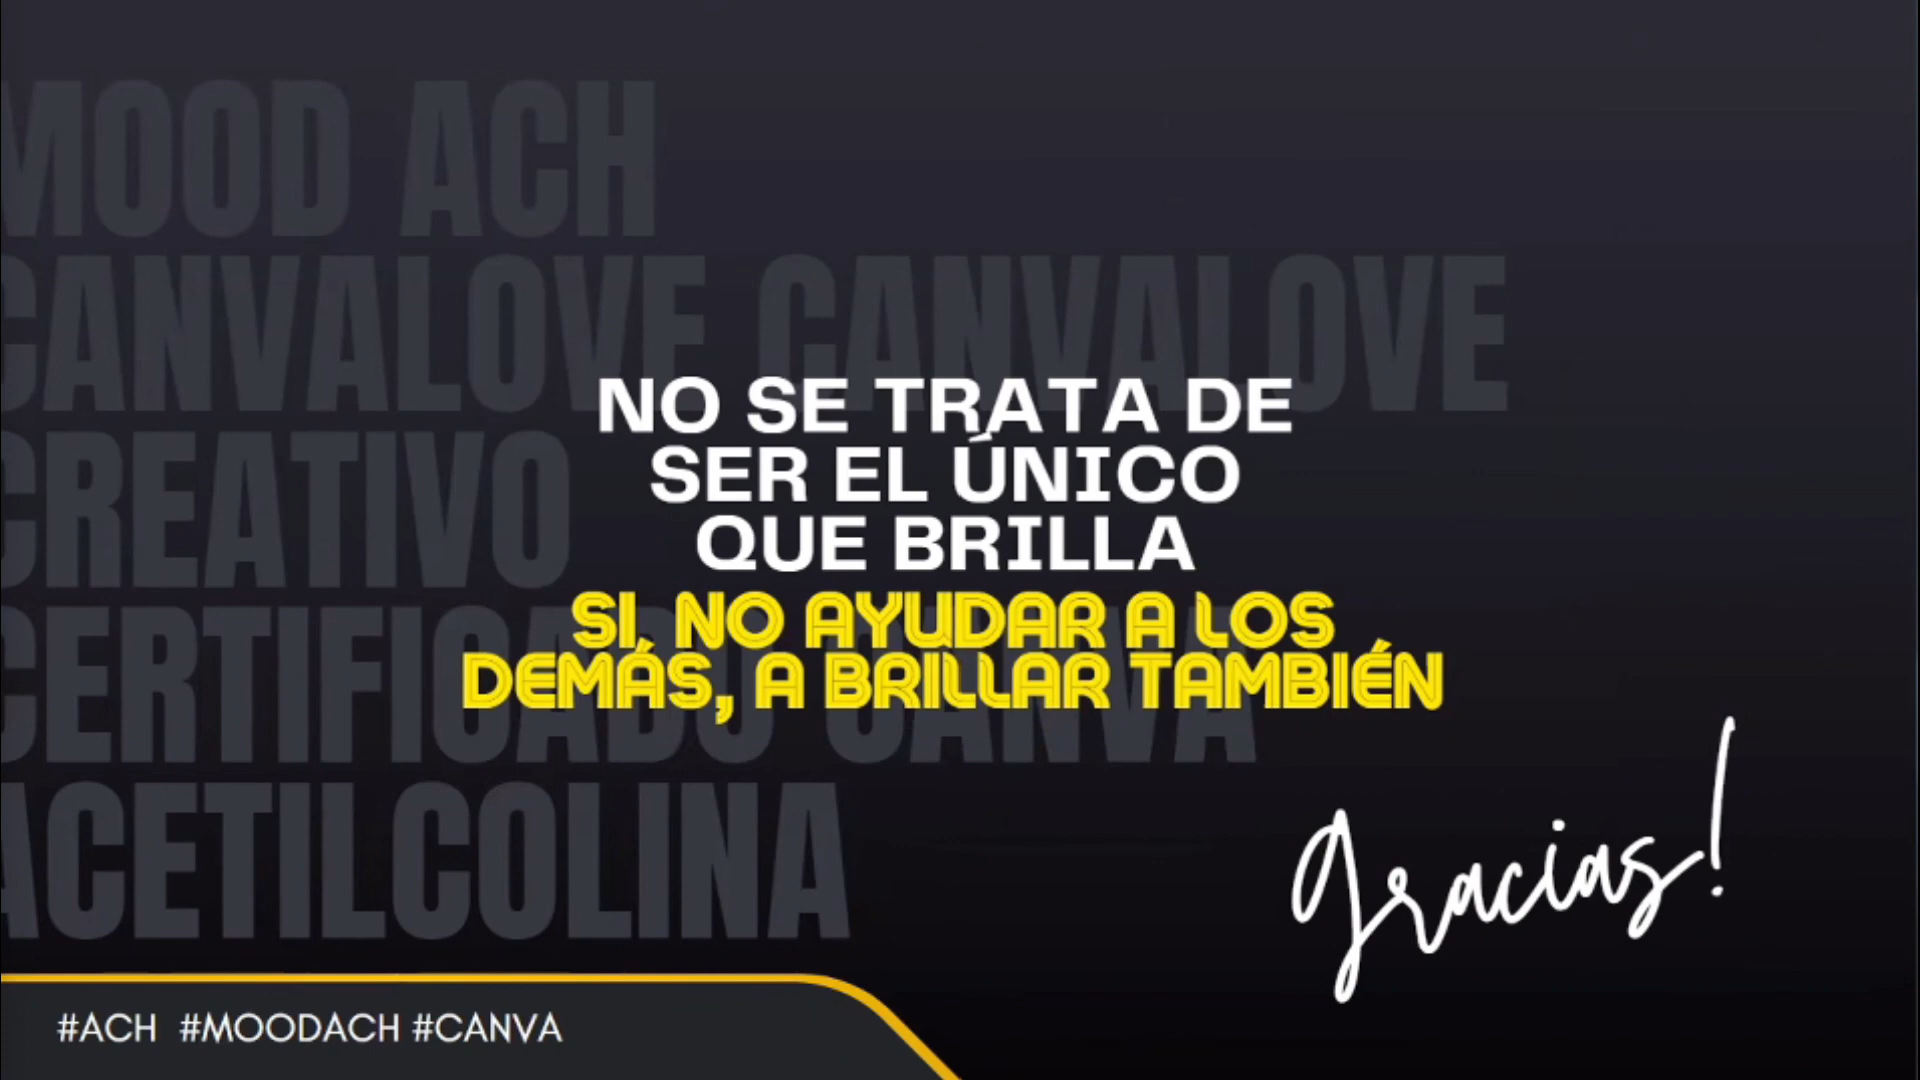 MOOD ACH
CANVALOVE CANVALOVE
CREATIVO
CERTIFICADO CANVA
ACETILCOLINA
NO SE TRATA DE
SER EL ÚNICO
QUE BRILLA
SI, NO AYUDAR A LOS
DEMÁS, A BRILLAR TAMBIÉN
gracias!
#ACH #MOODACH #CANVA